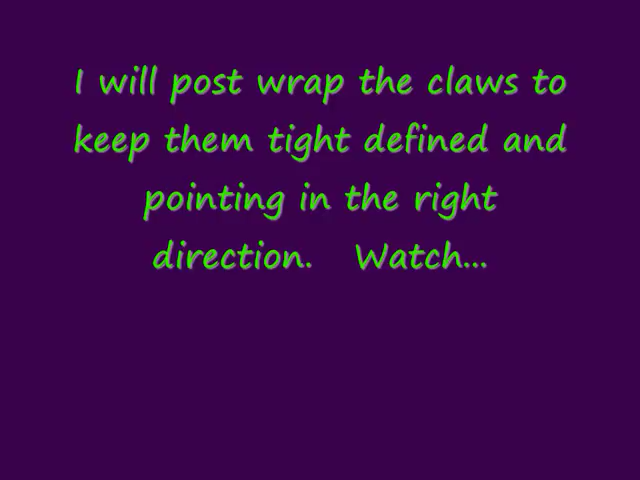 I will post wrap the claws to
keep them tight defined and
pointing in the right
direction. Watch...